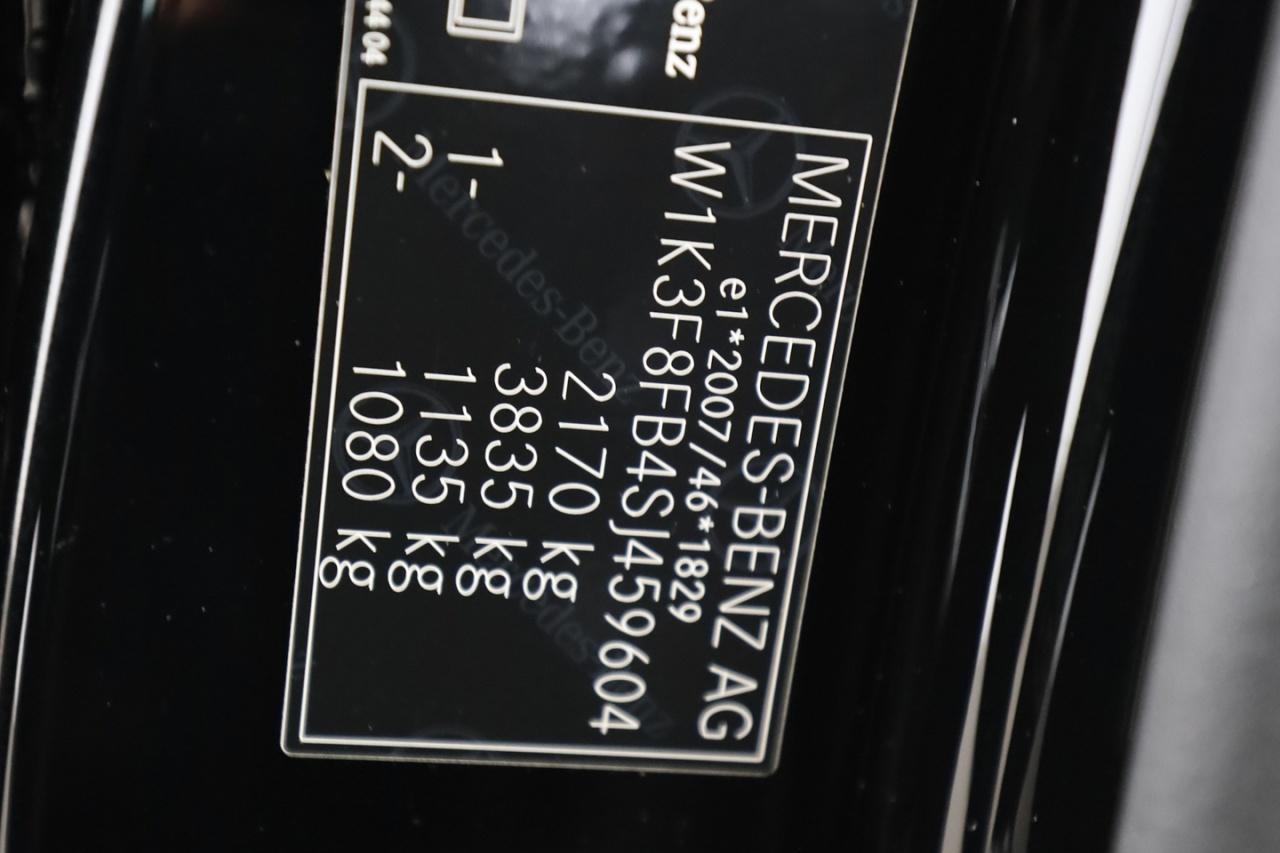 MERCEDES-BENZ AG
e1*2007/46*1829
W1K3F8FB4SJ459604
2170 kg
3835 kg
1- 1135 kg
2- 1080 kg